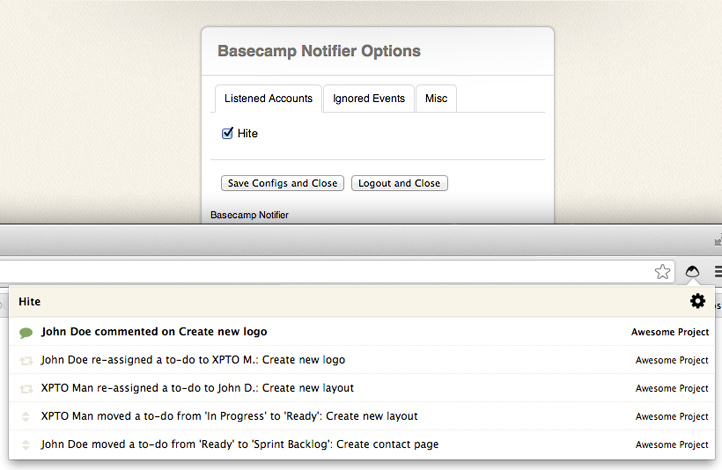 Basecamp Notifier Options
Listened Accounts Ignored Events Misc
Hite
Save Configs and Close Logout and Close
Basecamp Notifier
Hite
John Doe commented on Create new logo Awesome Project
John Doe re-assigned a to-do to XPTO M.: Create new logo Awesome Project
XPTO Man re-assigned a to-do to John D.: Create new layout Awesome Project
XPTO Man moved a to-do from 'In Progress' to 'Ready': Create new layout Awesome Project
John Doe moved a to-do from 'Ready' to 'Sprint Backlog': Create contact page Awesome Project